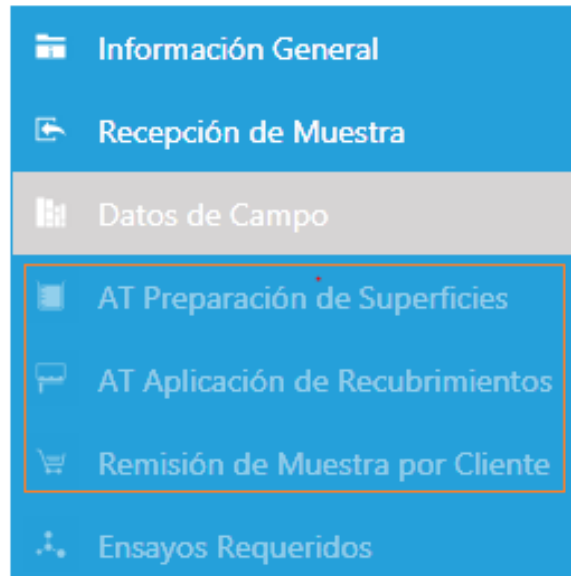 Información General
Recepción de Muestra
Datos de Campo
AT Preparación de Superficies
AT Aplicación de Recubrimientos
Remisión de Muestra por Cliente
Ensayos Requeridos